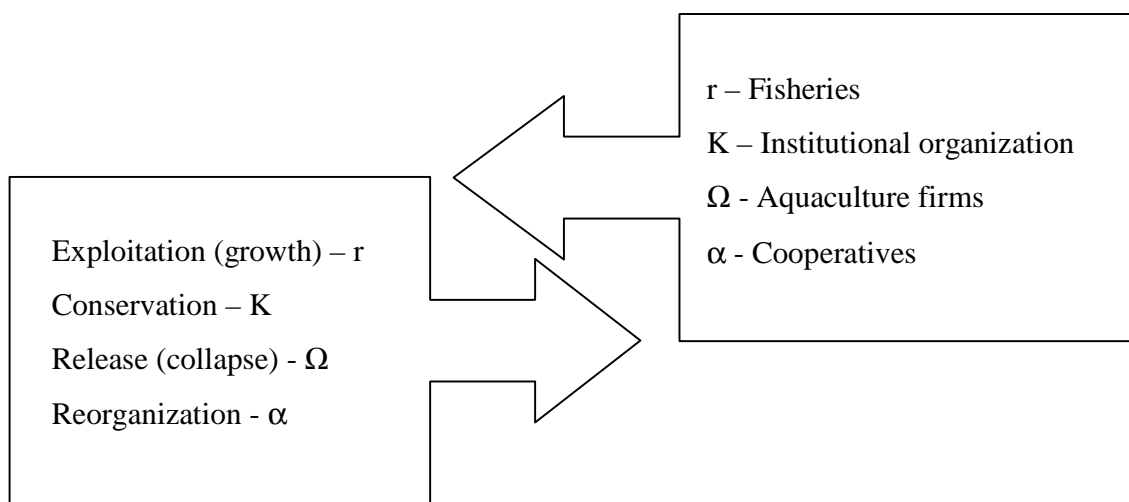 Exploitation (growth) – r
Conservation – K
Release (collapse) - Ω
Reorganization - α
r – Fisheries
K – Institutional organization
Ω - Aquaculture firms
α - Cooperatives